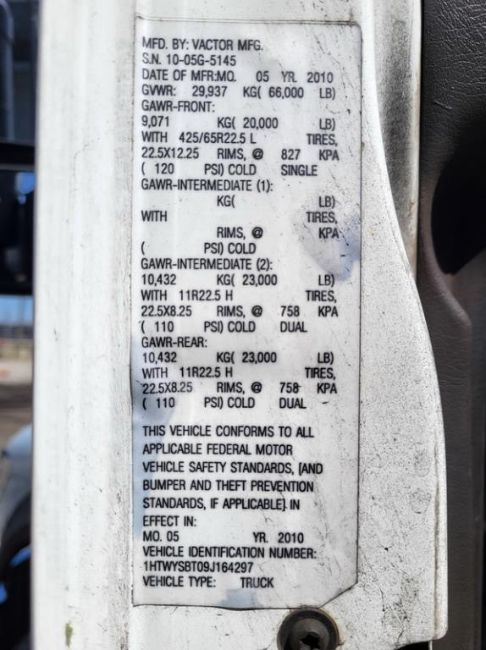 MFD. BY: VACTOR MFG.
S.N. 10-05G-5145
DATE OF MFR:MO. 05 YR. 2010
GVWR: 29,937 KG( 66,000 LB)
GAWR-FRONT:
9,071 KG( 20,000 LB)
WITH 425/65R22.5 L TIRES,
22.5X12.25 RIMS, @ 827 KPA
( 120 PSI) COLD SINGLE
GAWR-INTERMEDIATE (1):
KG( LB)
WITH TIRES,
RIMS, @ KPA
( PSI) COLD
GAWR-INTERMEDIATE (2):
10,432 KG( 23,000 LB)
WITH 11R22.5 H TIRES,
22.5X8.25 RIMS, @ 758 KPA
( 110 PSI) COLD DUAL
GAWR-REAR:
10,432 KG( 23,000 LB)
WITH 11R22.5 H TIRES,
22.5X8.25 RIMS, @ 758 KPA
( 110 PSI) COLD DUAL
THIS VEHICLE CONFORMS TO ALL
APPLICABLE FEDERAL MOTOR
VEHICLE SAFETY STANDARDS, [AND
BUMPER AND THEFT PREVENTION
STANDARDS, IF APPLICABLE] IN
EFFECT IN:
MO. 05 YR. 2010
VEHICLE IDENTIFICATION NUMBER:
1HTWYSBT09J164297
VEHICLE TYPE: TRUCK